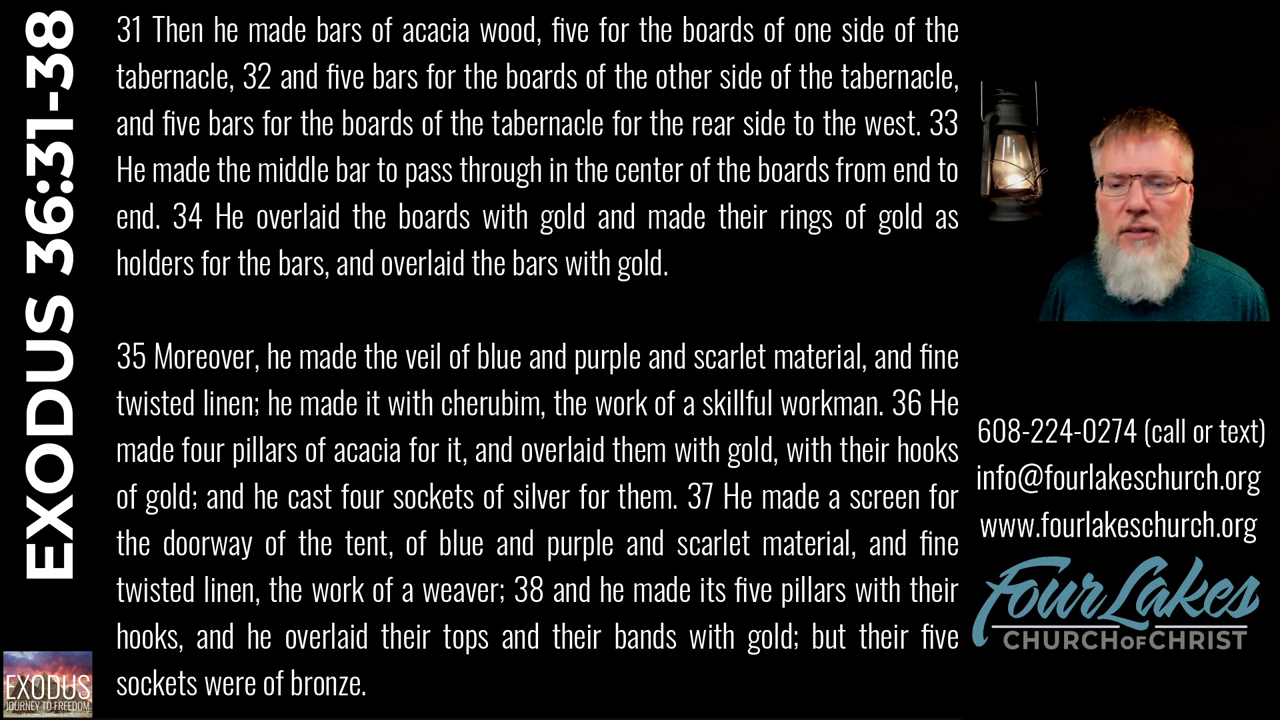 EXODUS 36:31-38
31 Then he made bars of acacia wood, five for the boards of one side of the
tabernacle, 32 and five bars for the boards of the other side of the tabernacle,
and five bars for the boards of the tabernacle for the rear side to the west. 33
He made the middle bar to pass through in the center of the boards from end to
end. 34 He overlaid the boards with gold and made their rings of gold as
holders for the bars, and overlaid the bars with gold.
35 Moreover, he made the veil of blue and purple and scarlet material, and fine
twisted linen; he made it with cherubim, the work of a skillful workman. 36 He
made four pillars of acacia for it, and overlaid them with gold, with their hooks
of gold; and he cast four sockets of silver for them. 37 He made a screen for
the doorway of the tent, of blue and purple and scarlet material, and fine
twisted linen, the work of a weaver; 38 and he made its five pillars with their
hooks, and he overlaid their tops and their bands with gold; but their five
sockets were of bronze.
608-224-0274 (call or text)
info@fourlakeschurch.org
www.fourlakeschurch.org
Four Lakes
CHURCH OF CHRIST
EXODUS
JOURNEY TO FREEDOM